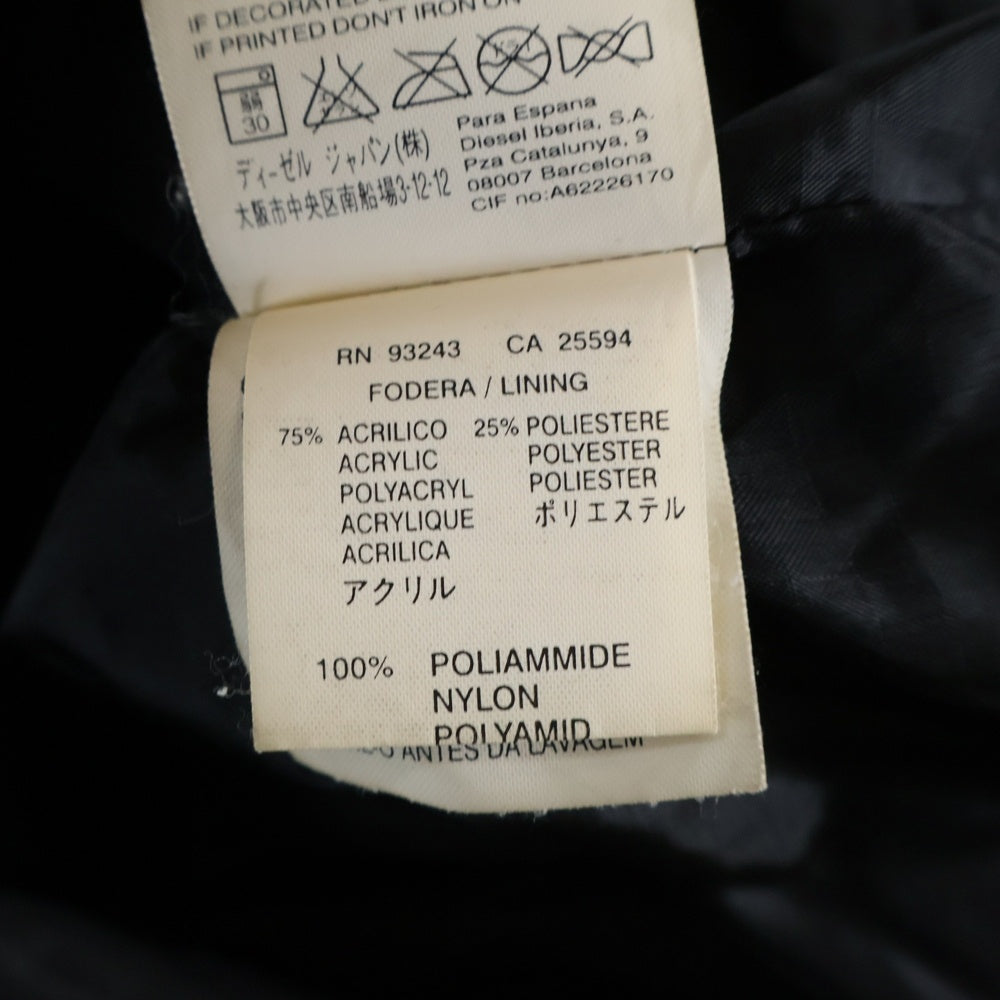 IF DECORATED
IF PRINTED DON'T IRON ON
弱
30
ディーゼル ジャパン(株)
大阪市中央区南船場3-12-12
Para Espana
Diesel Iberia, S.A.
Pza Catalunya, 9
08007 Barcelona
CIF no:A62226170
RN 93243 CA 25594
FODERA / LINING
75% ACRILICO 25% POLIESTERE
ACRYLIC POLYESTER
POLYACRYL POLIESTER
ACRYLIQUE ポリエステル
ACRILICA
アクリル
100% POLIAMMIDE
NYLON
POLYAMID
ANTES DA LAVAGEM